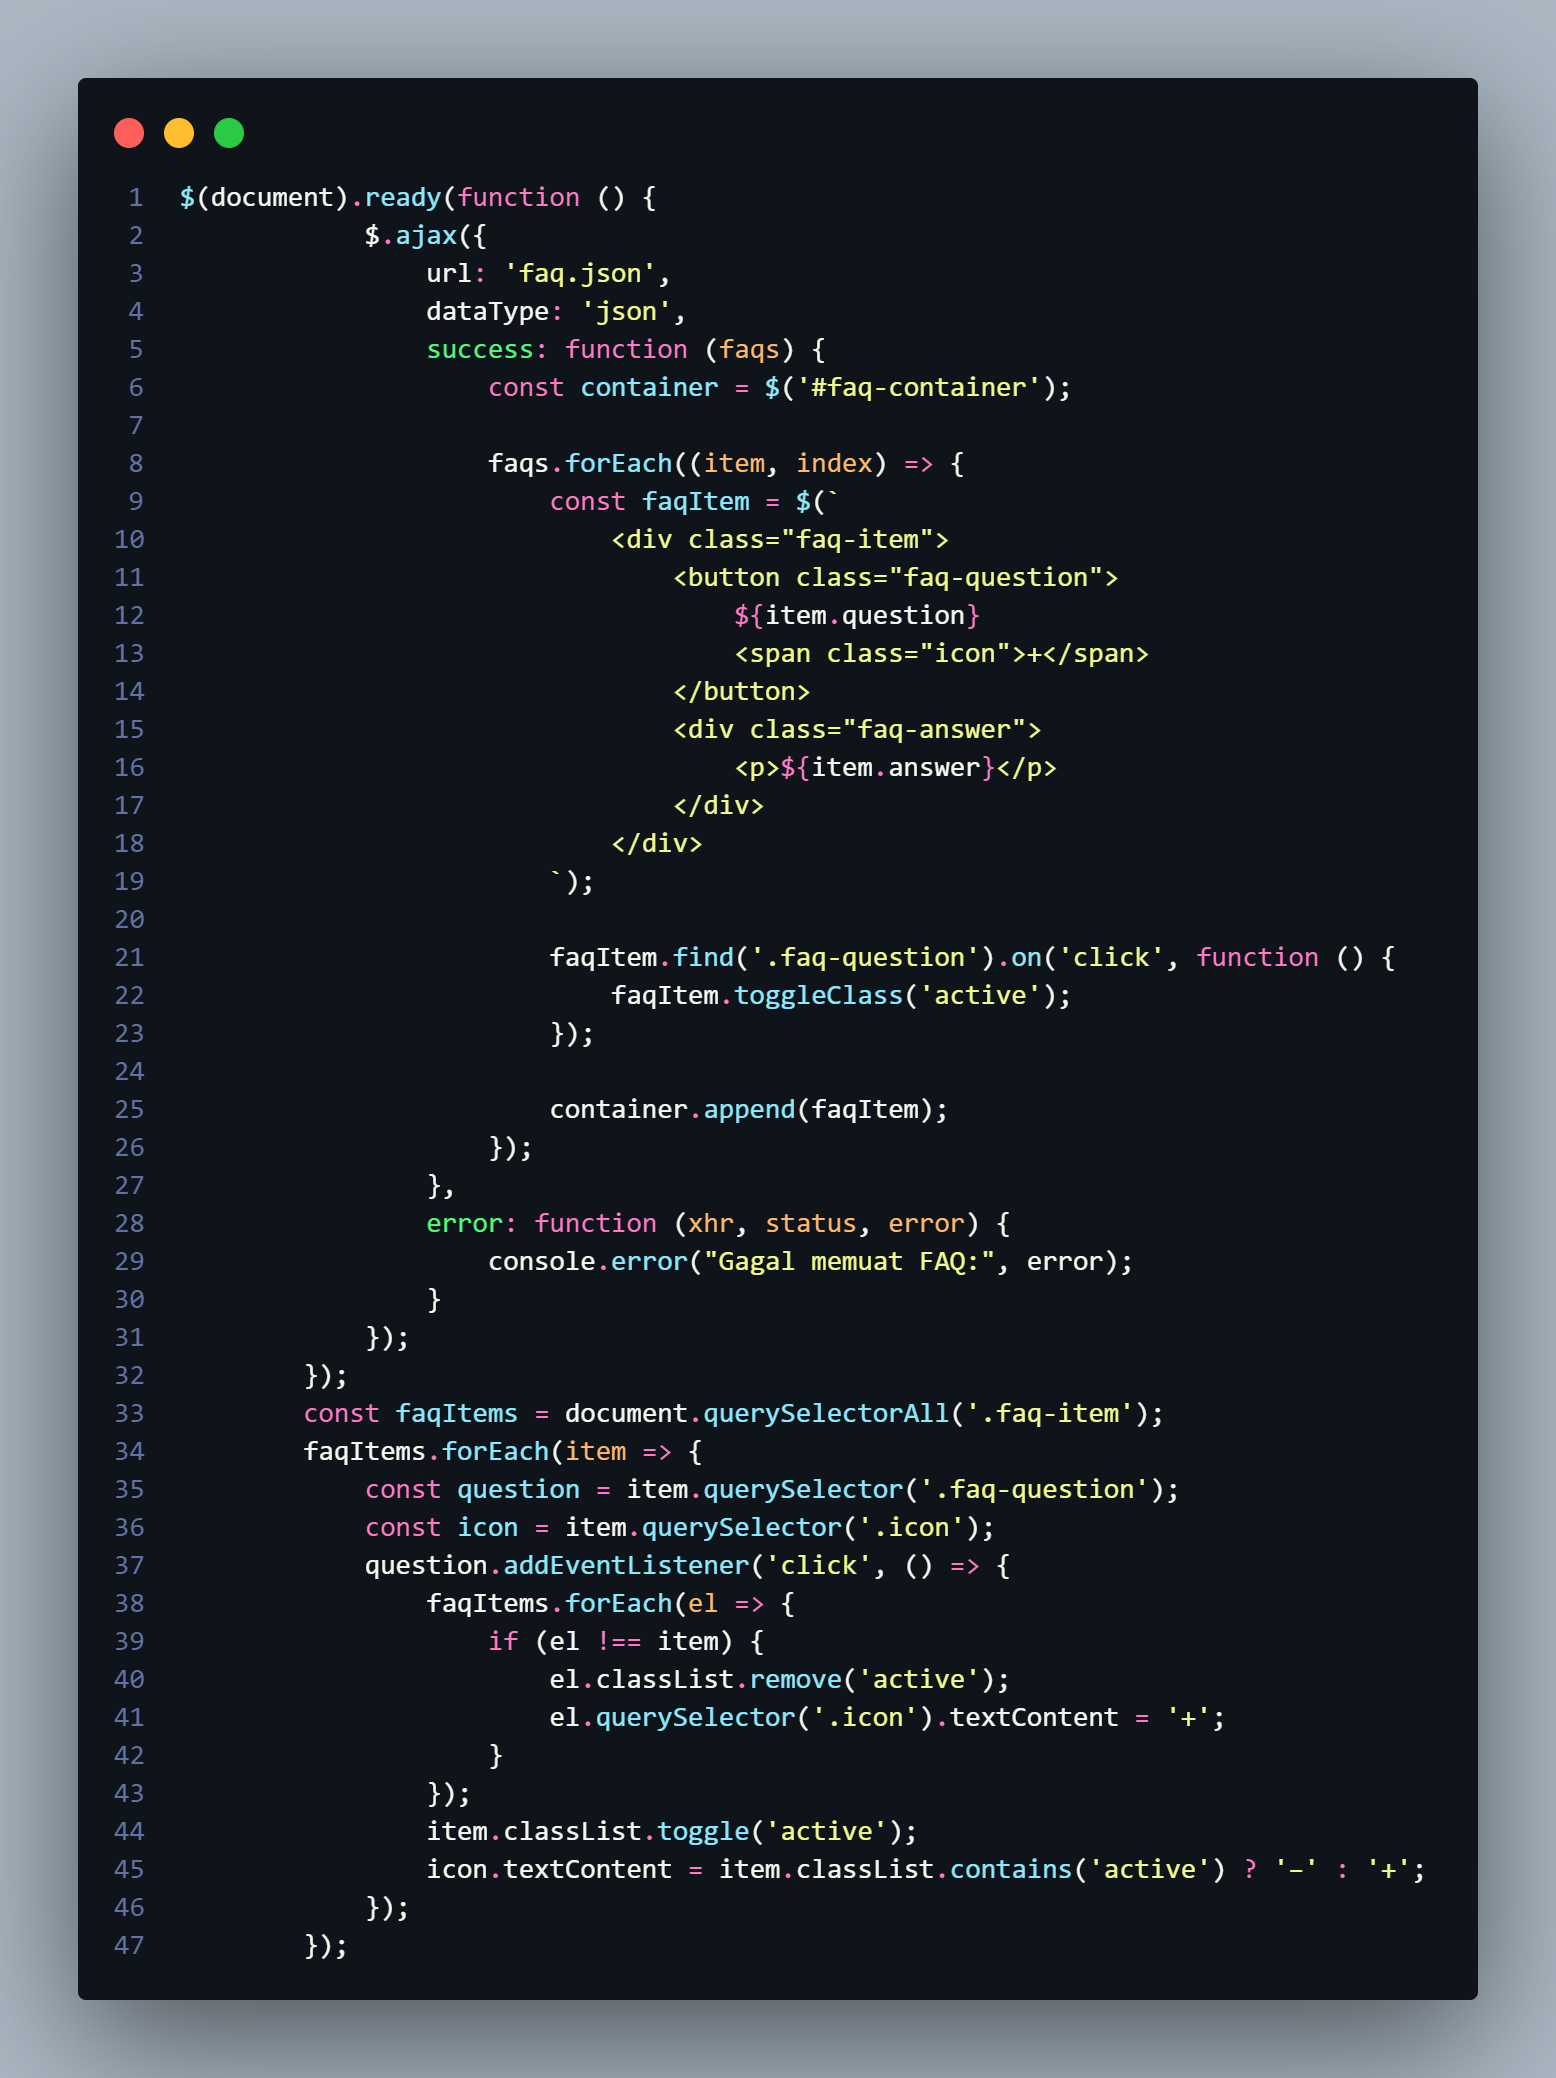 1 $(document).ready(function () {
2             $.ajax({
3                 url: 'faq.json',
4                 dataType: 'json',
5                 success: function (faqs) {
6                     const container = $('#faq-container');
7
8                     faqs.forEach((item, index) => {
9                         const faqItem = $(`
10                             <div class="faq-item">
11                                 <button class="faq-question">
12                                     ${item.question}
13                                     <span class="icon">+</span>
14                                 </button>
15                                 <div class="faq-answer">
16                                     <p>${item.answer}</p>
17                                 </div>
18                             </div>
19                         `);
20
21                         faqItem.find('.faq-question').on('click', function () {
22                             faqItem.toggleClass('active');
23                         });
24
25                         container.append(faqItem);
26                     });
27                 },
28                 error: function (xhr, status, error) {
29                     console.error("Gagal memuat FAQ:", error);
30                 }
31             });
32         });
33         const faqItems = document.querySelectorAll('.faq-item');
34         faqItems.forEach(item => {
35             const question = item.querySelector('.faq-question');
36             const icon = item.querySelector('.icon');
37             question.addEventListener('click', () => {
38                 faqItems.forEach(el => {
39                     if (el !== item) {
40                         el.classList.remove('active');
41                         el.querySelector('.icon').textContent = '+';
42                     }
43                 });
44                 item.classList.toggle('active');
45                 icon.textContent = item.classList.contains('active') ? '–' : '+';
46             });
47         });